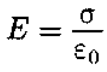 E = σ/ε₀